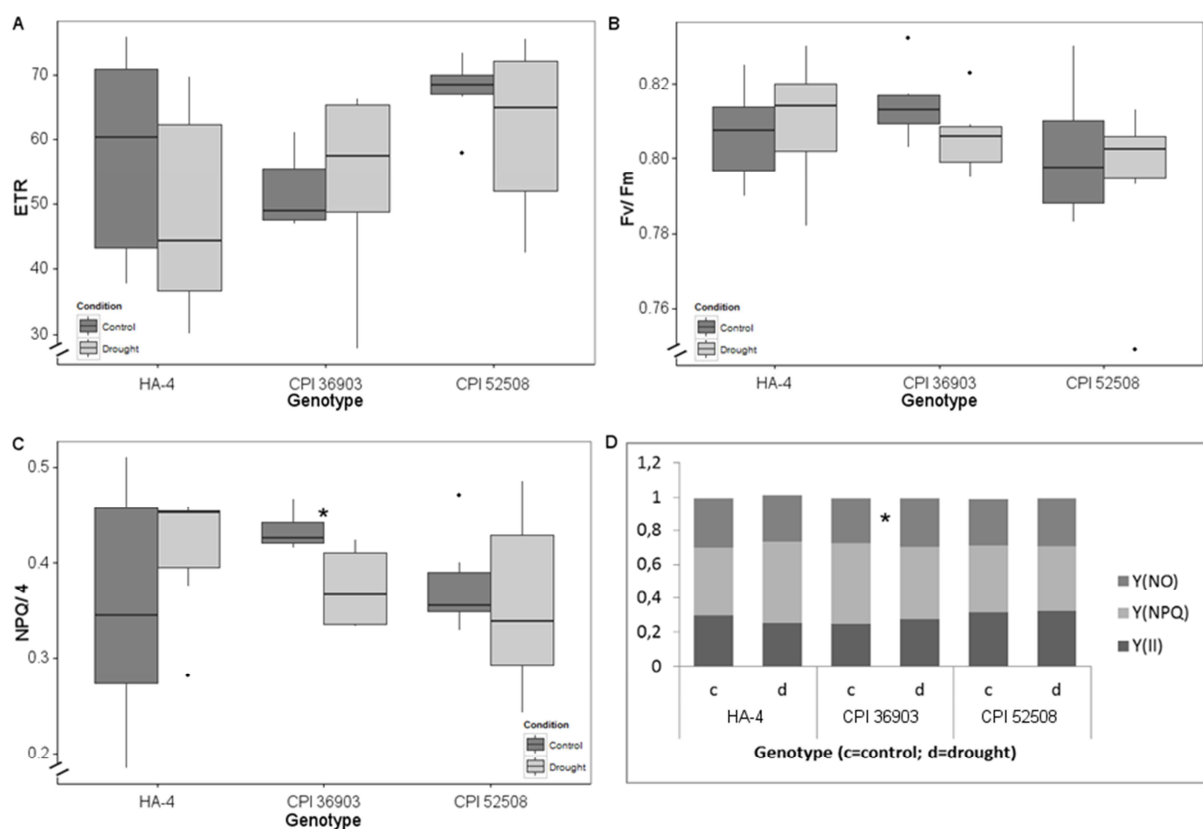 A
ETR
70
60
50
40
30
Condition
Control
Drought
HA-4 CPI 36903 CPI 52508
Genotype
B
Fv/ Fm
0.82
0.80
0.78
0.76
Condition
Control
Drought
HA-4 CPI 36903 CPI 52508
Genotype
C
NPQ/ 4
0.5
0.4
0.3
0.2
*
Condition
Control
Drought
HA-4 CPI 36903 CPI 52508
Genotype
D
1,2
1
0,8
0,6
0,4
0,2
0
*
Y(NO)
Y(NPQ)
Y(II)
c d c d c d
HA-4 CPI 36903 CPI 52508
Genotype (c=control; d=drought)